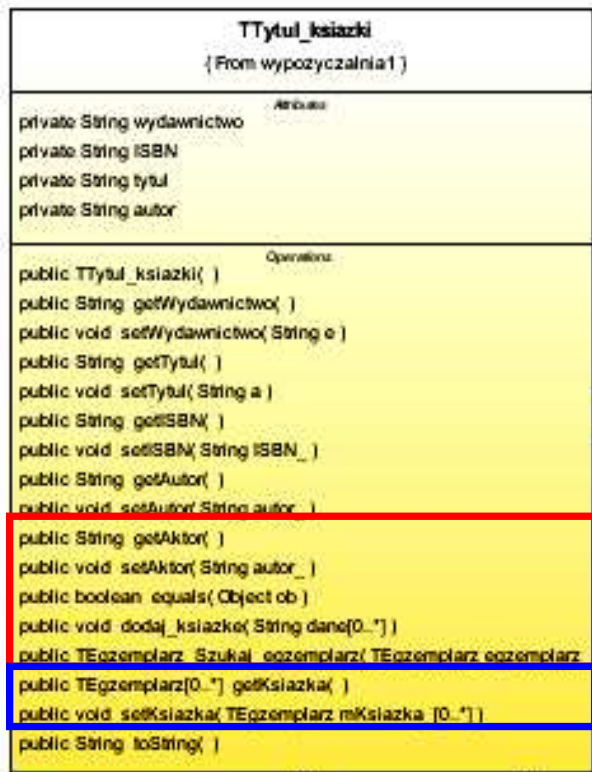 TTytul_ksiazki
{ From wypozyczalnia1 }
Attributes
private String wydawnictwo
private String ISBN
private String tytul
private String autor
Operations
public TTytul_ksiazki( )
public String getWydawnictwo( )
public void setWydawnictwo( String e )
public String getTytul( )
public void setTytul( String a )
public String getISBN( )
public void setISBN( String ISBN_ )
public String getAutor( )
public void setAutor( String autor_ )
public String getAktor( )
public void setAktor( String autor_ )
public boolean equals( Object ob )
public void dodaj_ksiazke( String dane[0..*] )
public TEgzemplarz Szukaj_egzemplarz( TEgzemplarz egzemplarz
public TEgzemplarz[0..*] getKsiazka( )
public void setKsiazka( TEgzemplarz mKsiazka [0..*] )
public String toString( )